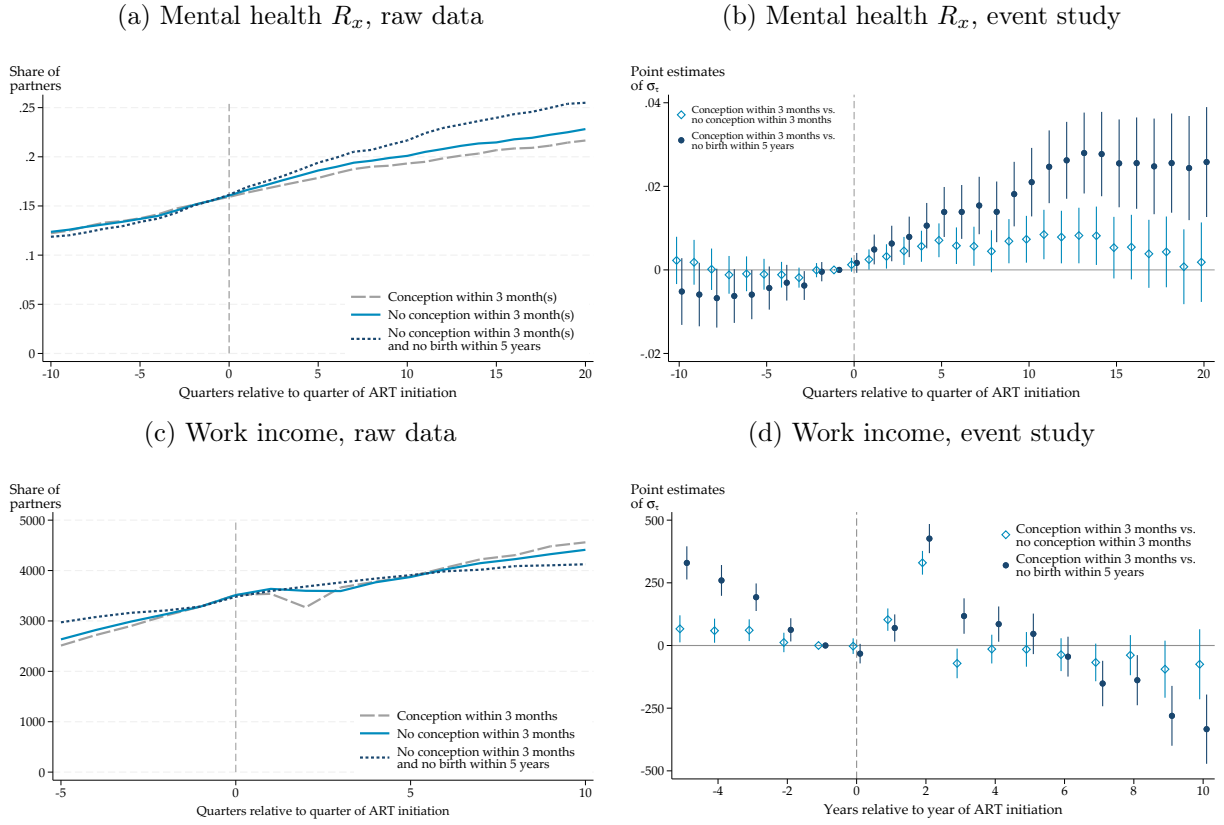 (a) Mental health Rx, raw data
Share of
partners
.25
.2
.15
.1
.05
0
Conception within 3 month(s)
No conception within 3 month(s)
No conception within 3 month(s)
and no birth within 5 years
-10 -5 0 5 10 15 20
Quarters relative to quarter of ART initiation
(b) Mental health Rx, event study
Point estimates
of στ
.04
.02
0
-.02
Conception within 3 months vs.
no conception within 3 months
Conception within 3 months vs.
no birth within 5 years
-10 -5 0 5 10 15 20
Quarters relative to quarter of ART initiation
(c) Work income, raw data
Share of
partners
5000
4000
3000
2000
1000
0
Conception within 3 months
No conception within 3 months
No conception within 3 months
and no birth within 5 years
-5 0 5 10
Quarters relative to quarter of ART initiation
(d) Work income, event study
Point estimates
of στ
500
250
0
-250
-500
Conception within 3 months vs.
no conception within 3 months
Conception within 3 months vs.
no birth within 5 years
-4 -2 0 2 4 6 8 10
Years relative to year of ART initiation